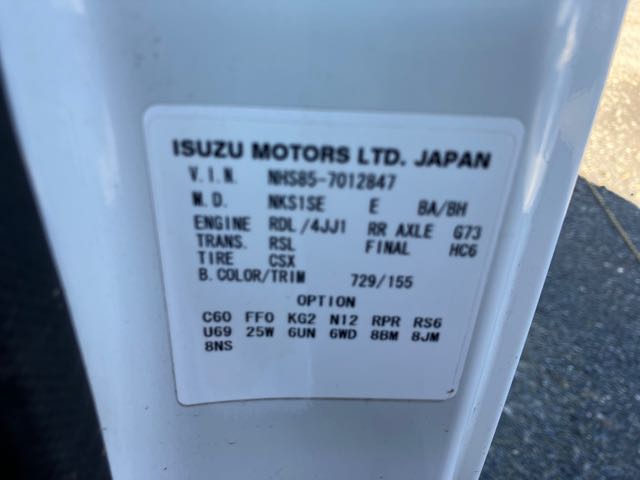 ISUZU MOTORS LTD. JAPAN
V.I.N. NHS85-7012847
M.D. NKS1SE E BA/BH
ENGINE RDL/4JJ1 RR AXLE G73
TRANS. RSL FINAL HC6
TIRE CSX
B.COLOR/TRIM 729/155
OPTION
C60 FF0 KG2 N12 RPR RS6
U69 25W 6UN 6WD 8BM 8JM
8NS